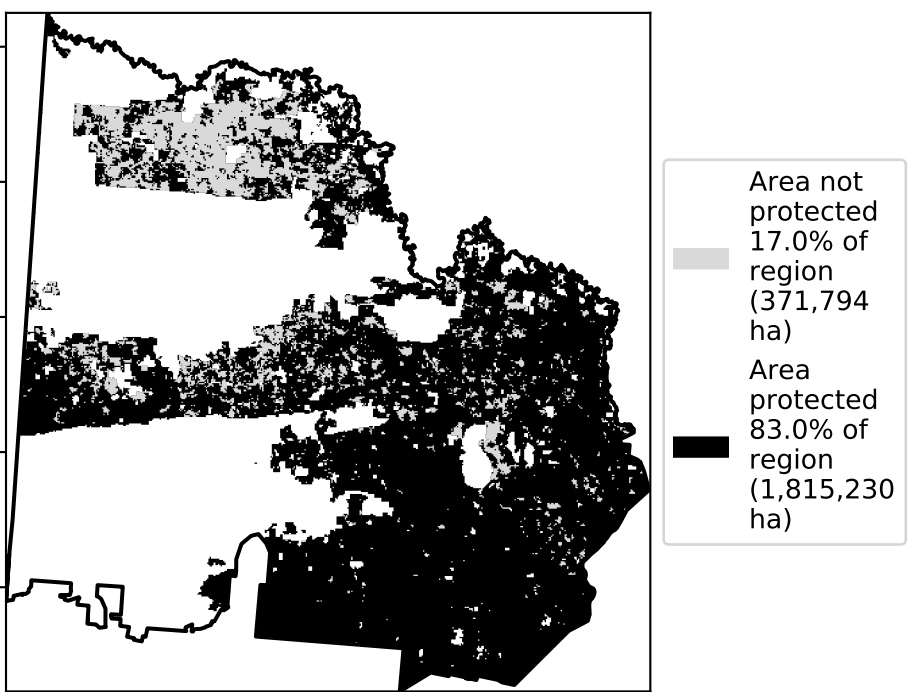 Area not
protected
17.0% of
region
(371,794
ha)
Area
protected
83.0% of
region
(1,815,230
ha)